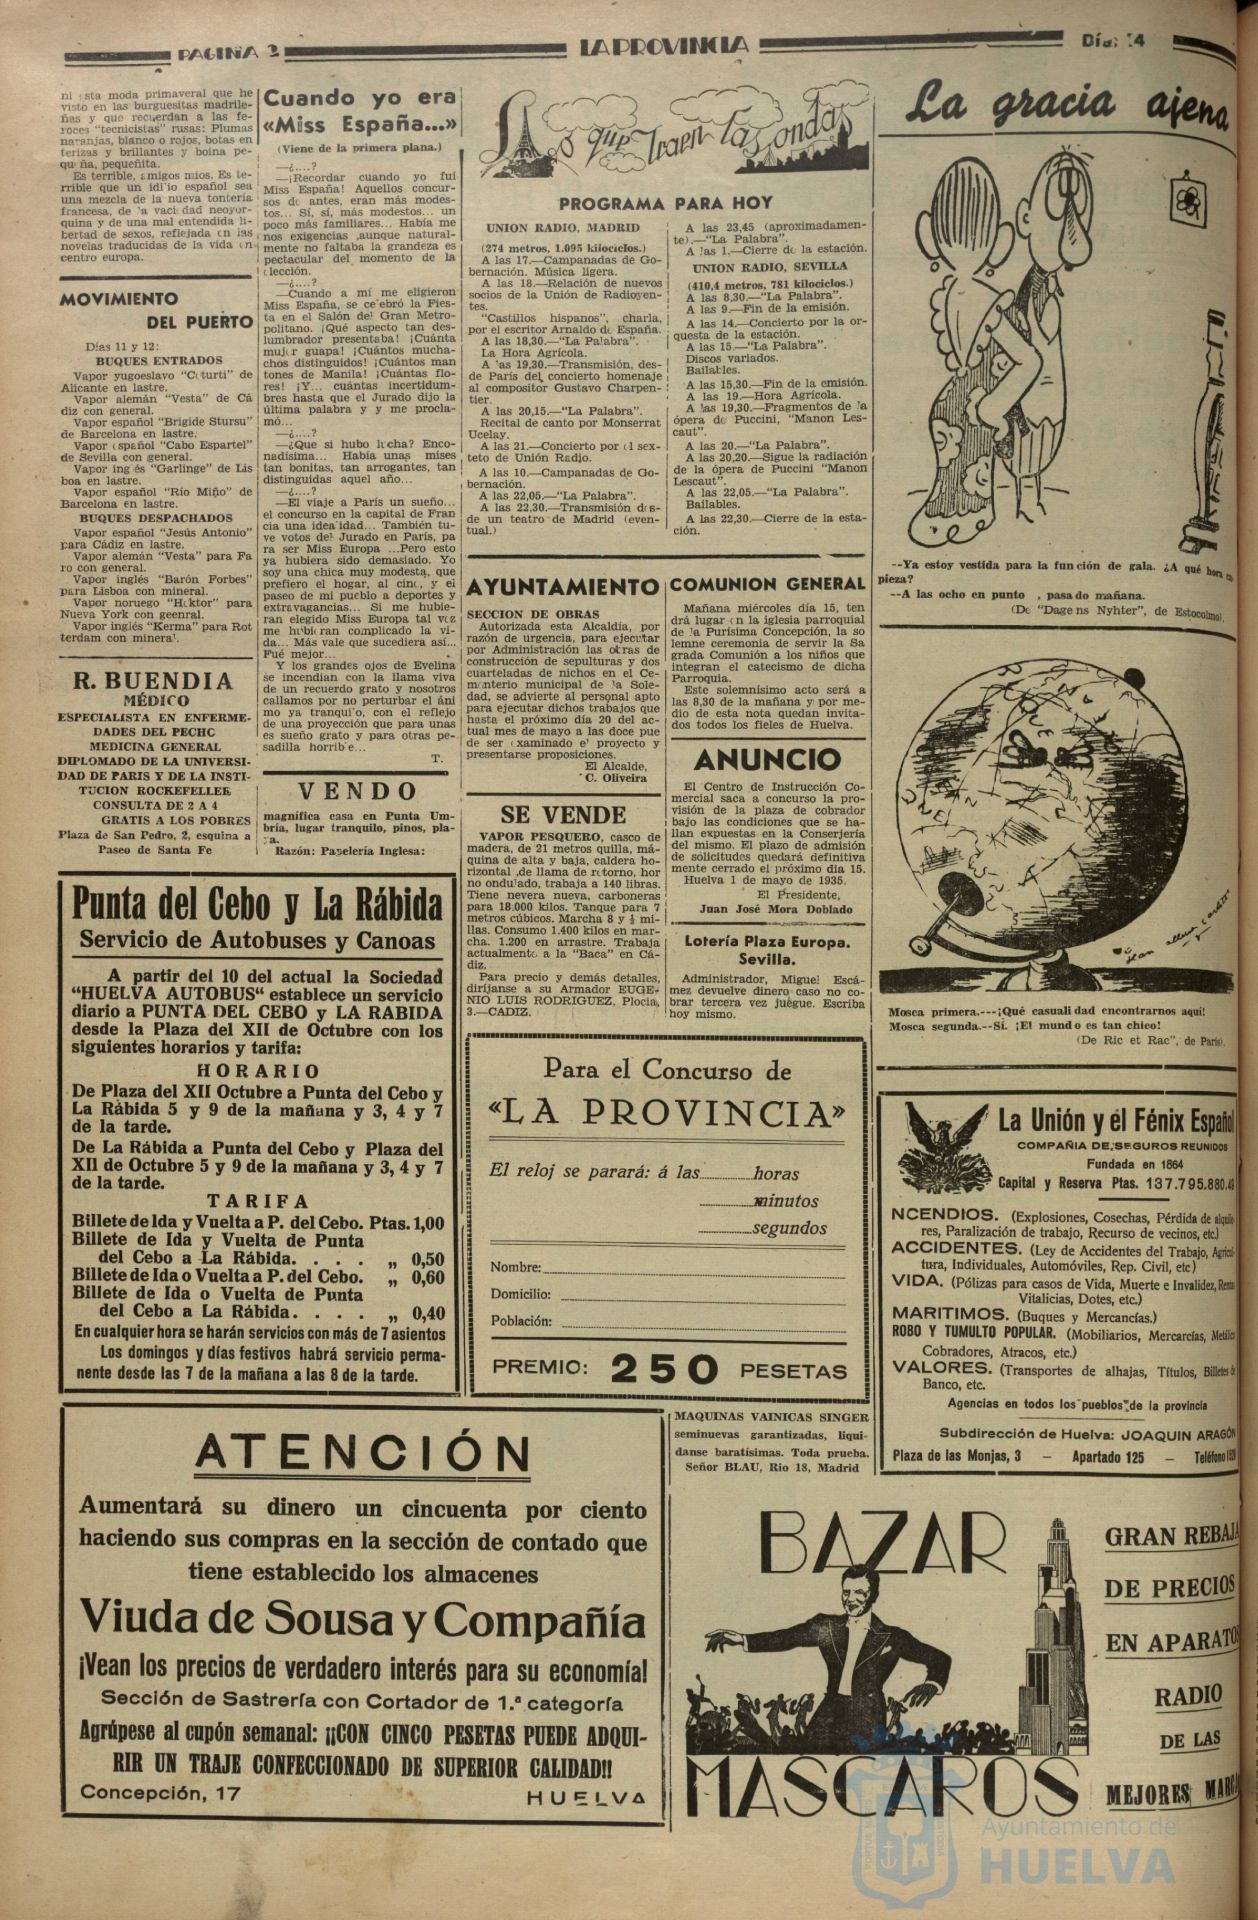 PAGINA 2
LA PROVINCIA
Día 14
ni esta moda primaveral que he
visto en las burguesitas madrile-
ñas y que recuerdan a las fe-
roces "tecnicistas" rusas: Plumas
naranjas, blanco o rojos, botas en
terizas y brillantes y boina pe-
queña, pequeñita.
Es terrible, amigos mios. Es te-
rrible que un idilio español sea
una mezcla de la nueva tontería
francesa, de la vaciedad neoyor-
quina y de una mal entendida li-
bertad de sexos, reflejada en las
novelas traducidas de la vida en
centro europa.
MOVIMIENTO
DEL PUERTO
Días 11 y 12:
BUQUES ENTRADOS
Vapor yugoeslavo "Coturti" de
Alicante en lastre.
Vapor alemán "Vesta" de Cá
diz con general.
Vapor español "Brigide Stursu"
de Barcelona en lastre.
Vapor español "Cabo Espartel"
de Sevilla con general.
Vapor inglés "Garlinge" de Lis
boa en lastre.
Vapor español "Río Miño" de
Barcelona en lastre.
BUQUES DESPACHADOS
Vapor español "Jesús Antonio"
para Cádiz en lastre.
Vapor alemán "Vesta" para Fa
ro con general.
Vapor inglés "Barón Forbes"
para Lisboa con mineral.
Vapor noruego "Hektor" para
Nueva York con geenral.
Vapor inglés "Kerma" para Rot
terdam con mineral.
R. BUENDIA
MÉDICO
ESPECIALISTA EN ENFERME-
DADES DEL PECHO
MEDICINA GENERAL
DIPLOMADO DE LA UNIVERSI-
DAD DE PARIS Y DE LA INSTI-
TUCION ROCKEFELLER
CONSULTA DE 2 A 4
GRATIS A LOS POBRES
Plaza de San Pedro, 2, esquina a
Paseo de Santa Fe
Cuando yo era
«Miss España...»
(Viene de la primera plana.)
—¿....?
—¡Recordar cuando yo fuí
Miss España! Aquellos concur-
sos de antes, eran más modes-
tos... Sí, sí, más modestos... un
poco más familiares... Había me
nos exigencias ,aunque natural-
mente no faltaba la grandeza es
pectacular del momento de la
elección.
—¿....?
—Cuando a mí me eligieron
Miss España, se celebró la Fies-
ta en el Salón del Gran Metro-
politano. ¡Qué aspecto tan des-
lumbrador presentaba! ¡Cuánta
mujer guapa! ¡Cuántos mucha-
chos distinguidos! ¡Cuántos man
tones de Manila! ¡Cuántas flo-
res! ¡Y... cuántas incertidum-
bres hasta que el Jurado dijo la
última palabra y y me procla-
mó...
—¿....?
—¿Que si hubo lucha? Enco-
nadísima... Había unas mises
tan bonitas, tan arrogantes, tan
distinguidas aquel año...
—¿....?
—El viaje a París un sueño...
el concurso en la capital de Fran
cia una idealidad... También tu-
ve votos del Jurado en París, pa
ra ser Miss Europa ...Pero esto
ya hubiera sido demasiado. Yo
soy una chica muy modesta, que
prefiero el hogar, al cine, y el
paseo de mi pueblo a deportes y
extravagancias... Si me hubie-
ran elegido Miss Europa tal vez
me hubieran complicado la vi-
da... Más vale que sucediera así...
Fué mejor...
Y los grandes ojos de Evelina
se incendian con la llama viva
de un recuerdo grato y nosotros
callamos por no perturbar el áni
mo ya tranquilo, con el reflejo
de una proyección que para unas
es sueño grato y para otras pe-
sadilla horrible...
T.
VENDO
magnífica casa en Punta Um-
bría, lugar tranquilo, pinos, pla-
ya.
Razón: Papelería Inglesa:
Lo que traen las ondas
PROGRAMA PARA HOY
UNION RADIO, MADRID
(274 metros, 1.095 kilociclos.)
A las 17.—Campanadas de Go-
bernación. Música ligera.
A las 18.—Relación de nuevos
socios de la Unión de Radioyen-
tes.
"Castillos hispanos", charla,
por el escritor Arnaldo de España.
A las 18,30.—"La Palabra".
La Hora Agrícola.
A las 19,30.—Transmisión, des-
de París del concierto homenaje
al compositor Gustavo Charpen-
tier.
A las 20,15.—"La Palabra".
Recital de canto por Monserrat
Ucelay.
A las 21.—Concierto por el sex-
teto de Unión Radio.
A las 10.—Campanadas de Go-
bernación.
A las 22,05.—"La Palabra".
A las 22,30.—Transmisión des-
de un teatro de Madrid (even-
tual.)
A las 23,45 (aproximadamen-
te).—"La Palabra".
A las 1.—Cierre de la estación.
UNION RADIO, SEVILLA
(410,4 metros, 781 kilociclos.)
A las 8,30.—"La Palabra".
A las 9.—Fin de la emisión.
A las 14.—Concierto por la or-
questa de la estación.
A las 15.—"La Palabra".
Discos variados.
Bailables.
A las 15,30.—Fin de la emisión.
A las 19.—Hora Agrícola.
A las 19,30.—Fragmentos de la
ópera de Puccini, "Manon Les-
caut".
A las 20.—"La Palabra".
A las 20,20.—Sigue la radiación
de la ópera de Puccini "Manon
Lescaut".
A las 22,05.—"La Palabra".
Bailables.
A las 22,30.—Cierre de la esta-
ción.
AYUNTAMIENTO
SECCION DE OBRAS
Autorizada esta Alcaldía, por
razón de urgencia, para ejecutar
por Administración las obras de
construcción de sepulturas y dos
cuarteladas de nichos en el Ce-
menterio municipal de la Sole-
dad, se advierte al personal apto
para ejecutar dichos trabajos que
hasta el próximo día 20 del ac-
tual mes de mayo a las doce pue
de ser examinado el proyecto y
presentarse proposiciones.
El Alcalde,
C. Oliveira
SE VENDE
VAPOR PESQUERO, casco de
madera, de 21 metros quilla, má-
quina de alta y baja, caldera ho-
rizontal ,de llama de retorno, hor
no ondulado, trabaja a 140 libras.
Tiene nevera nueva, carboneras
para 18.000 kilos. Tanque para 7
metros cúbicos. Marcha 8 y ½ mi-
llas. Consumo 1.400 kilos en mar-
cha. 1.200 en arrastre. Trabaja
actualmente a la "Baca" en Cá-
diz.
Para precio y demás detalles,
diríjanse a su Armador EUGE-
NIO LUIS RODRIGUEZ, Plocia,
3.—CADIZ.
COMUNION GENERAL
Mañana miércoles día 15, ten
drá lugar en la iglesia parroquial
de la Purísima Concepción, la so
lemne ceremonia de servir la Sa
grada Comunión a los niños que
integran el catecismo de dicha
Parroquia.
Este solemnísimo acto será a
las 8,30 de la mañana y por me-
dio de esta nota quedan invita-
dos todos los fieles de Huelva.
ANUNCIO
El Centro de Instrucción Co-
mercial saca a concurso la pro-
visión de la plaza de cobrador
bajo las condiciones que se ha-
llan expuestas en la Conserjería
del mismo. El plazo de admisión
de solicitudes quedará definitiva
mente cerrado el próximo día 15.
Huelva 1 de mayo de 1935.
El Presidente,
Juan José Mora Doblado
Lotería Plaza Europa.
Sevilla.
Administrador, Miguel Escá-
mez devuelve dinero caso no co-
brar tercera vez juegue. Escriba
hoy mismo.
La gracia ajena
--Ya estoy vestida para la función de gala. ¿A qué hora em
pieza?
--A las ocho en punto , pasado mañana.
(De "Dagens Nyhter", de Estocolmo).
Mosca primera.---¡Qué casualidad encontrarnos aquí!
Mosca segunda.--Sí. ¡El mundo es tan chico!
(De Ric et Rac", de París).
Punta del Cebo y La Rábida
Servicio de Autobuses y Canoas
A partir del 10 del actual la Sociedad
"HUELVA AUTOBUS" establece un servicio
diario a PUNTA DEL CEBO y LA RABIDA
desde la Plaza del XII de Octubre con los
siguientes horarios y tarifa:
HORARIO
De Plaza del XII Octubre a Punta del Cebo y
La Rábida 5 y 9 de la mañana y 3, 4 y 7
de la tarde.
De La Rábida a Punta del Cebo y Plaza del
XII de Octubre 5 y 9 de la mañana y 3, 4 y 7
de la tarde.
TARIFA
Billete de Ida y Vuelta a P. del Cebo. Ptas. 1,00
Billete de Ida y Vuelta de Punta
del Cebo a La Rábida. . . . „ 0,50
Billete de Ida o Vuelta a P. del Cebo. „ 0,60
Billete de Ida o Vuelta de Punta
del Cebo a La Rábida. . . . „ 0,40
En cualquier hora se harán servicios con más de 7 asientos
Los domingos y días festivos habrá servicio perma-
nente desde las 7 de la mañana a las 8 de la tarde.
Para el Concurso de
«LA PROVINCIA»
El reloj se parará: á las horas
minutos
segundos
Nombre:
Domicilio:
Población:
PREMIO: 250 PESETAS
La Unión y él Fénix Español
COMPAÑIA DE SEGUROS REUNIDOS
Fundada en 1864
Capital y Reserva Ptas. 137.795.880.49
NCENDIOS. (Explosiones, Cosechas, Pérdida de alquile-
res, Paralización de trabajo, Recurso de vecinos, etc.)
ACCIDENTES. (Ley de Accidentes del Trabajo, Agricul-
tura, Individuales, Automóviles, Rep. Civil, etc)
VIDA. (Pólizas para casos de Vida, Muerte e Invalidez, Rentas
Vitalicias, Dotes, etc.)
MARITIMOS. (Buques y Mercancías.)
ROBO Y TUMULTO POPULAR. (Mobiliarios, Mercarcías, Metálico
Cobradores, Atracos, etc.)
VALORES. (Transportes de alhajas, Títulos, Billetes de
Banco, etc.
Agencias en todos los pueblos de la provincia
Subdirección de Huelva: JOAQUIN ARAGÓN
Plaza de las Monjas, 3 — Apartado 125 — Teléfono
ATENCIÓN
Aumentará su dinero un cincuenta por ciento
haciendo sus compras en la sección de contado que
tiene establecido los almacenes
Viuda de Sousa y Compañía
¡Vean los precios de verdadero interés para su economía!
Sección de Sastrería con Cortador de 1.ª categoría
Agrúpese al cupón semanal: ¡¡CON CINCO PESETAS PUEDE ADQUI-
RIR UN TRAJE CONFECCIONADO DE SUPERIOR CALIDAD!!
Concepción, 17 HUELVA
MAQUINAS VAINICAS SINGER
seminuevas garantizadas, liqui-
danse baratísimas. Toda prueba.
Señor BLAU, Rio 18, Madrid
BAZAR
MASCAROS
GRAN REBAJA
DE PRECIOS
EN APARATOS
RADIO
DE LAS
MEJORES MARCAS
Ayuntamiento de
HUELVA